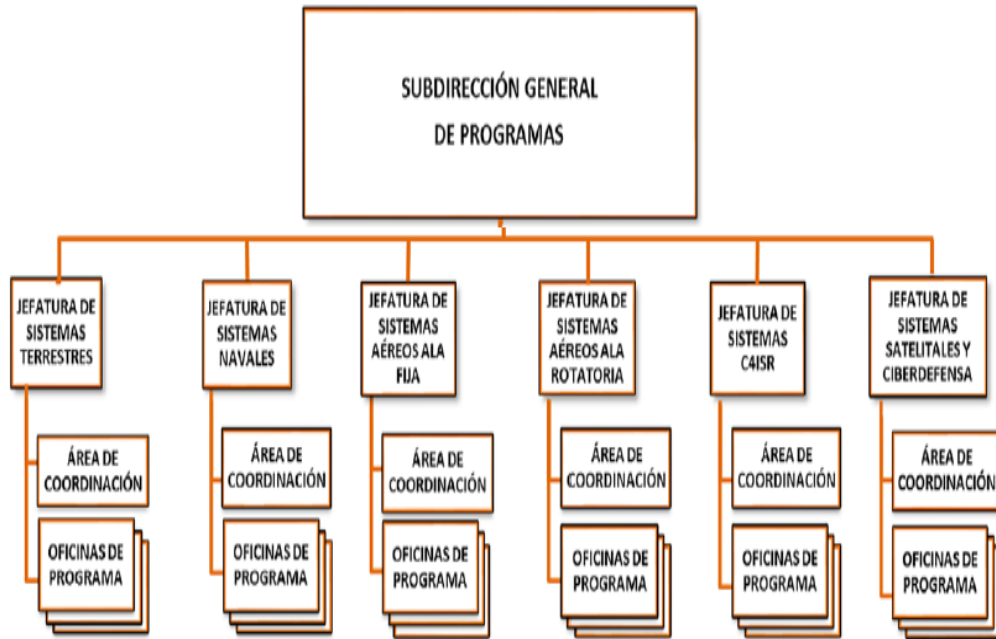 SUBDIRECCIÓN GENERAL
DE PROGRAMAS
JEFATURA DE
SISTEMAS
TERRESTRES
JEFATURA DE
SISTEMAS
NAVALES
JEFATURA DE
SISTEMAS
AÉREOS ALA
FIJA
JEFATURA DE
SISTEMAS
AÉREOS ALA
ROTATORIA
JEFATURA DE
SISTEMAS
C4ISR
JEFATURA DE
SISTEMAS
SATELITALES Y
CIBERDEFENSA
ÁREA DE
COORDINACIÓN
ÁREA DE
COORDINACIÓN
ÁREA DE
COORDINACIÓN
ÁREA DE
COORDINACIÓN
ÁREA DE
COORDINACIÓN
ÁREA DE
COORDINACIÓN
OFICINAS DE
PROGRAMA
OFICINAS DE
PROGRAMA
OFICINAS DE
PROGRAMA
OFICINAS DE
PROGRAMA
OFICINAS DE
PROGRAMA
OFICINAS DE
PROGRAMA